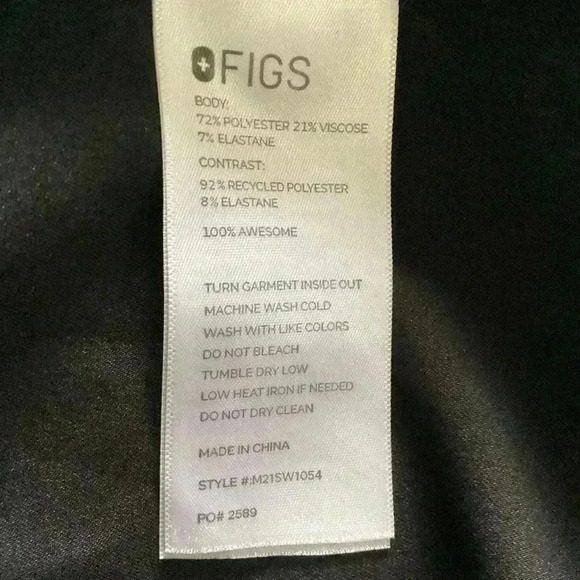 FIGS
BODY:
72% POLYESTER 21% VISCOSE
7% ELASTANE
CONTRAST:
92% RECYCLED POLYESTER
8% ELASTANE
100% AWESOME
TURN GARMENT INSIDE OUT
MACHINE WASH COLD
WASH WITH LIKE COLORS
DO NOT BLEACH
TUMBLE DRY LOW
LOW HEAT IRON IF NEEDED
DO NOT DRY CLEAN
MADE IN CHINA
STYLE #:M21SW1054
PO# 2589